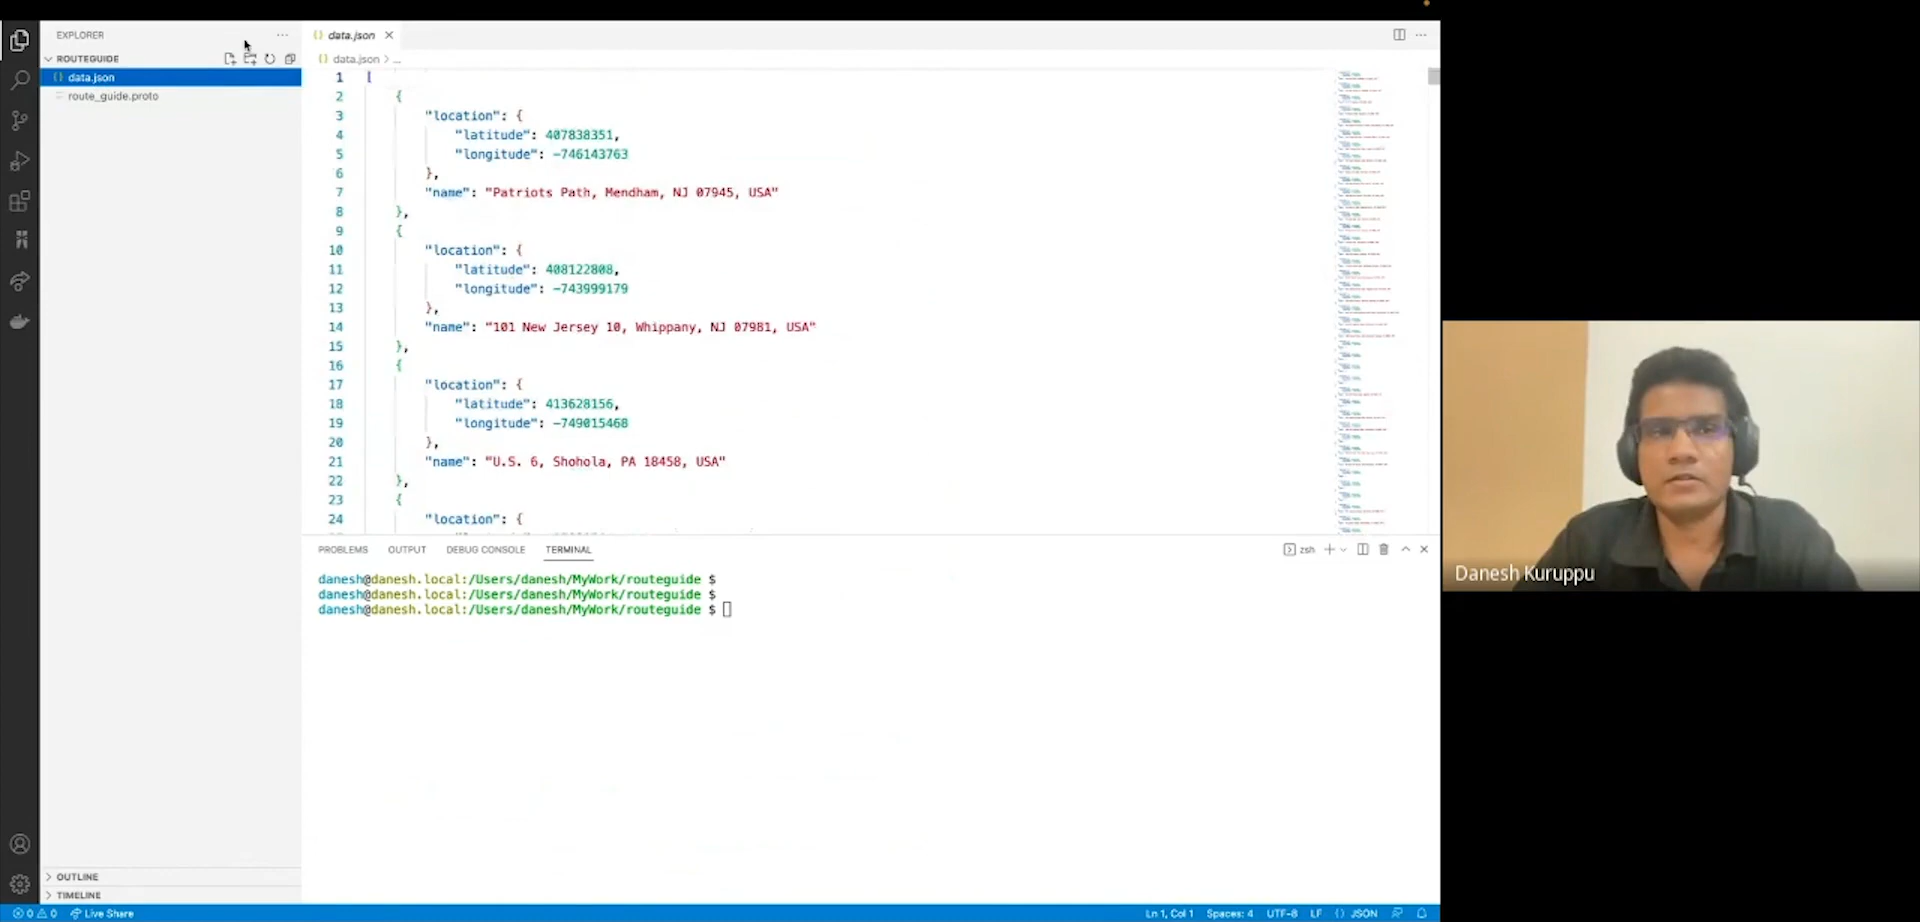 EXPLORER
ROUTEGUIDE
data.json
route_guide.proto
OUTLINE
TIMELINE
data.json
data.json > ...
1 [
2 {
3 "location": {
4 "latitude": 407838351,
5 "longitude": -746143763
6 },
7 "name": "Patriots Path, Mendham, NJ 07945, USA"
8 },
9 {
10 "location": {
11 "latitude": 408122808,
12 "longitude": -743999179
13 },
14 "name": "101 New Jersey 10, Whippany, NJ 07981, USA"
15 },
16 {
17 "location": {
18 "latitude": 413628156,
19 "longitude": -749015468
20 },
21 "name": "U.S. 6, Shohola, PA 18458, USA"
22 },
23 {
24 "location": {
PROBLEMS OUTPUT DEBUG CONSOLE TERMINAL zsh
danesh@danesh.local:/Users/danesh/MyWork/routeguide $
danesh@danesh.local:/Users/danesh/MyWork/routeguide $
danesh@danesh.local:/Users/danesh/MyWork/routeguide $
Danesh Kuruppu
0 0 Live Share Ln 1, Col 1 Spaces: 4 UTF-8 LF {} JSON